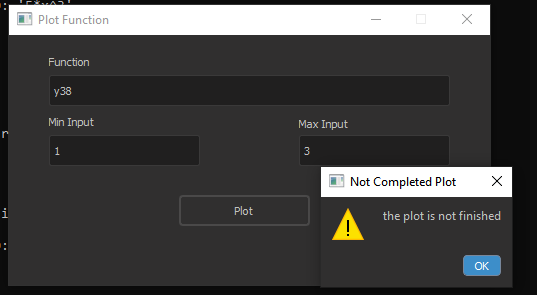 Plot Function
Function
y38
Min Input
Max Input
1
3
Plot
Not Completed Plot
the plot is not finished
OK